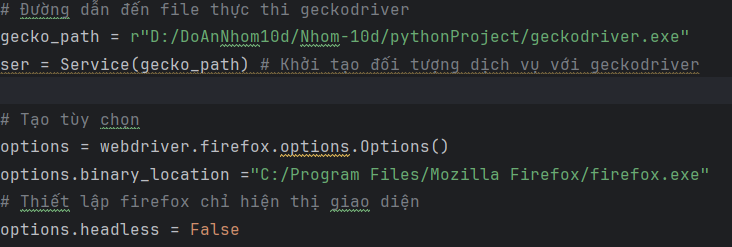 # Đường dẫn đến file thực thi geckodriver
gecko_path = r"D:/DoAnNhom10d/Nhom-10d/pythonProject/geckodriver.exe"
ser = Service(gecko_path) # Khởi tạo đối tượng dịch vụ với geckodriver
# Tạo tùy chọn
options = webdriver.firefox.options.Options()
options.binary_location ="C:/Program Files/Mozilla Firefox/firefox.exe"
# Thiết lập firefox chỉ hiện thị giao diện
options.headless = False